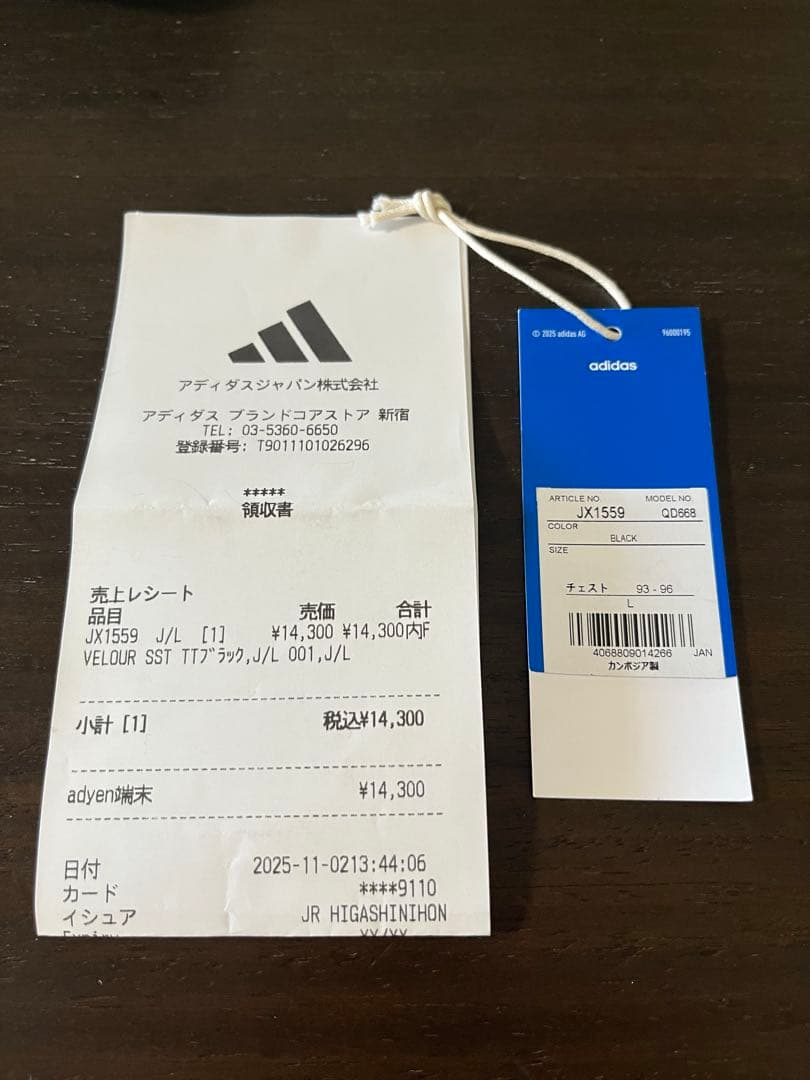 アディダスジャパン株式会社
アディダス ブランドコアストア 新宿
TEL: 03-5360-6650
登録番号: T9011101026296
*****
領収書
売上レシート
品目 売価 合計
JX1559 J/L [1] ¥14,300 ¥14,300内F
VELOUR SST TTブラック,J/L 001,J/L
小計 [1] 税込¥14,300
adyen端末 ¥14,300
日付 2025-11-0213:44:06
カード ****9110
イシュア JR HIGASHINIHON
© 2025 adidas AG 96000195
adidas
ARTICLE NO. MODEL NO.
JX1559 QD668
COLOR
BLACK
SIZE
チェスト 93 - 96
L
4068809014266 JAN
カンボジア製